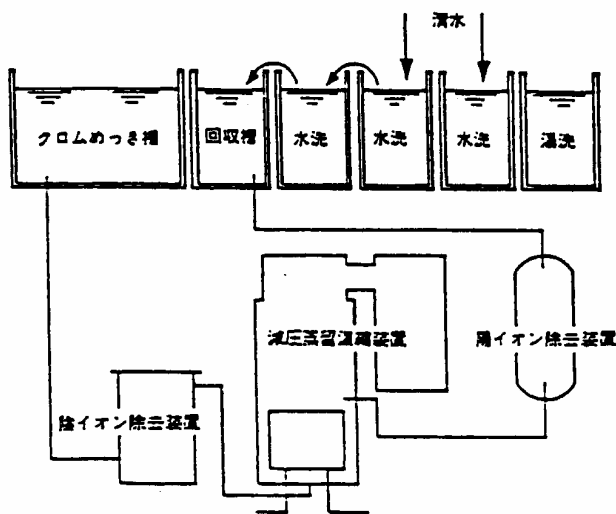 清水
クロムめっき槽
回収槽
水洗
水洗
水洗
湯洗
減圧蒸留濃縮装置
陽イオン除去装置
陰イオン除去装置